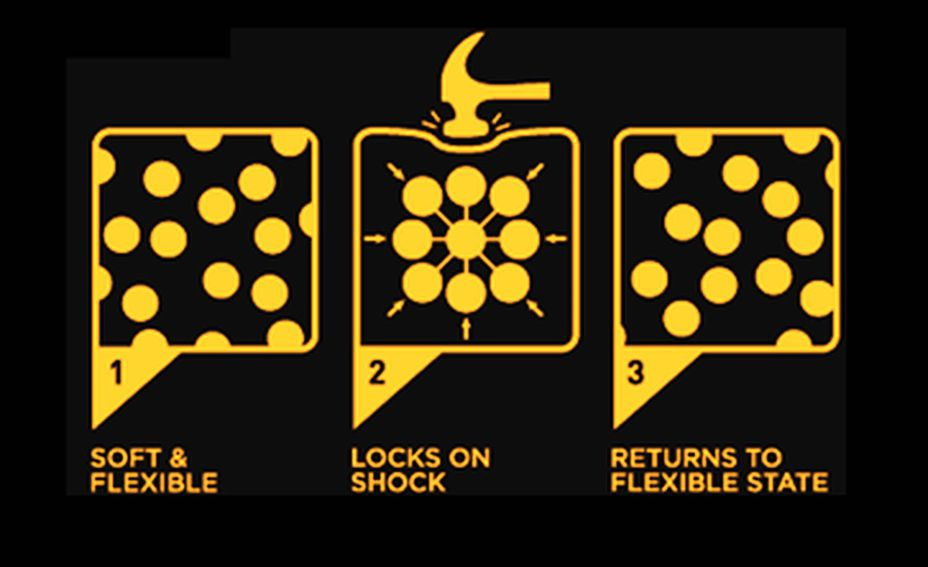 1
2
3
SOFT &
FLEXIBLE
LOCKS ON
SHOCK
RETURNS TO
FLEXIBLE STATE